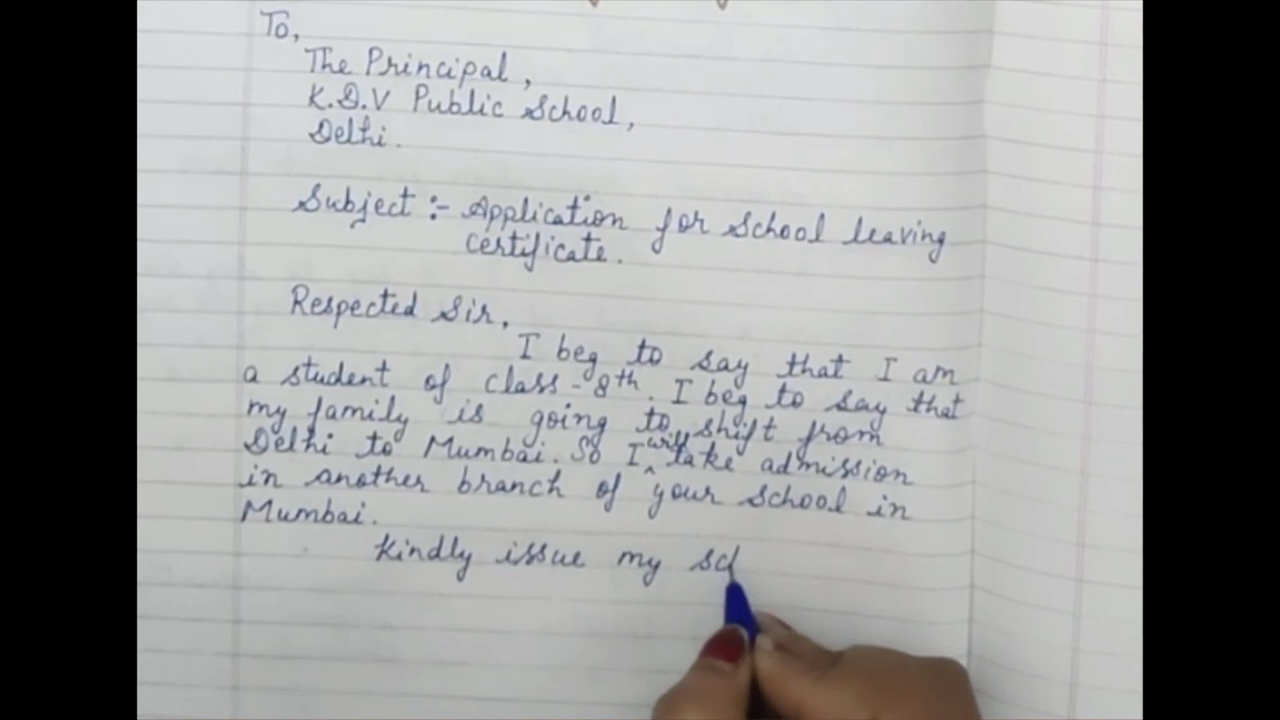 To,
The Principal,
K.D.V Public School,
Delhi.
Subject :- Application for School leaving
certificate.
Respected Sir,
I beg to say that I am
a student of class - 8th. I beg to say that
my family is going to shift from
Delhi to Mumbai. So I will take admission
in another branch of your School in
Mumbai.
Kindly issue my